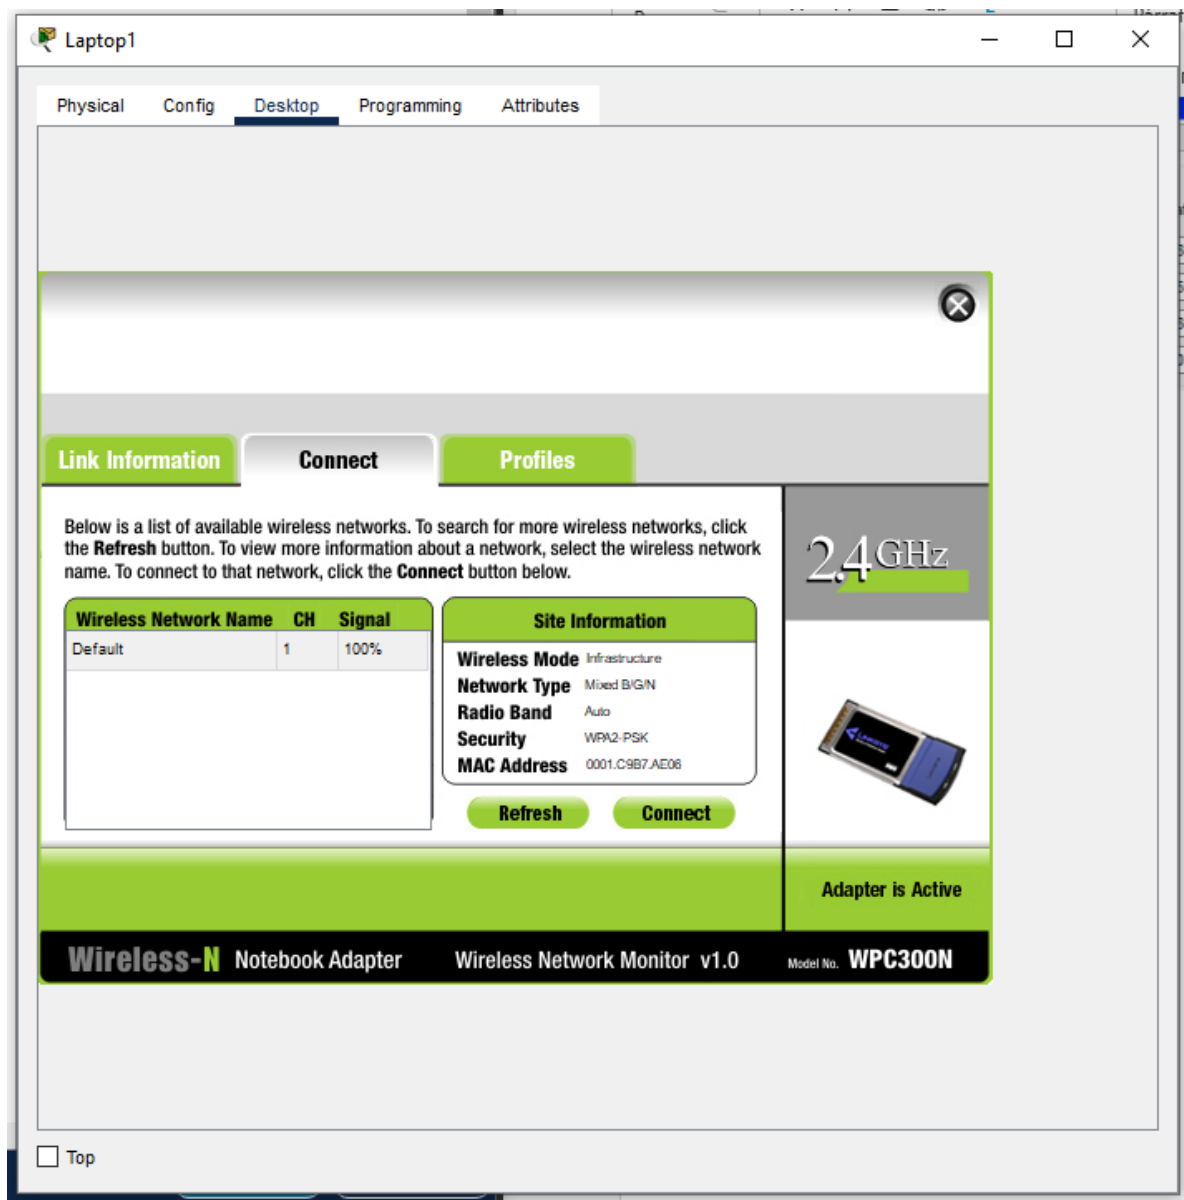 Laptop1
Physical Config Desktop Programming Attributes
Link Information Connect Profiles
Below is a list of available wireless networks. To search for more wireless networks, click
the Refresh button. To view more information about a network, select the wireless network
name. To connect to that network, click the Connect button below.
2.4GHz
Wireless Network Name CH Signal
Default 1 100%
Site Information
Wireless Mode Infrastructure
Network Type Mixed B/G/N
Radio Band Auto
Security WPA2-PSK
MAC Address 0001.C9B7.AE06
Refresh Connect
Adapter is Active
Wireless-N Notebook Adapter Wireless Network Monitor v1.0 Model No. WPC300N
Top